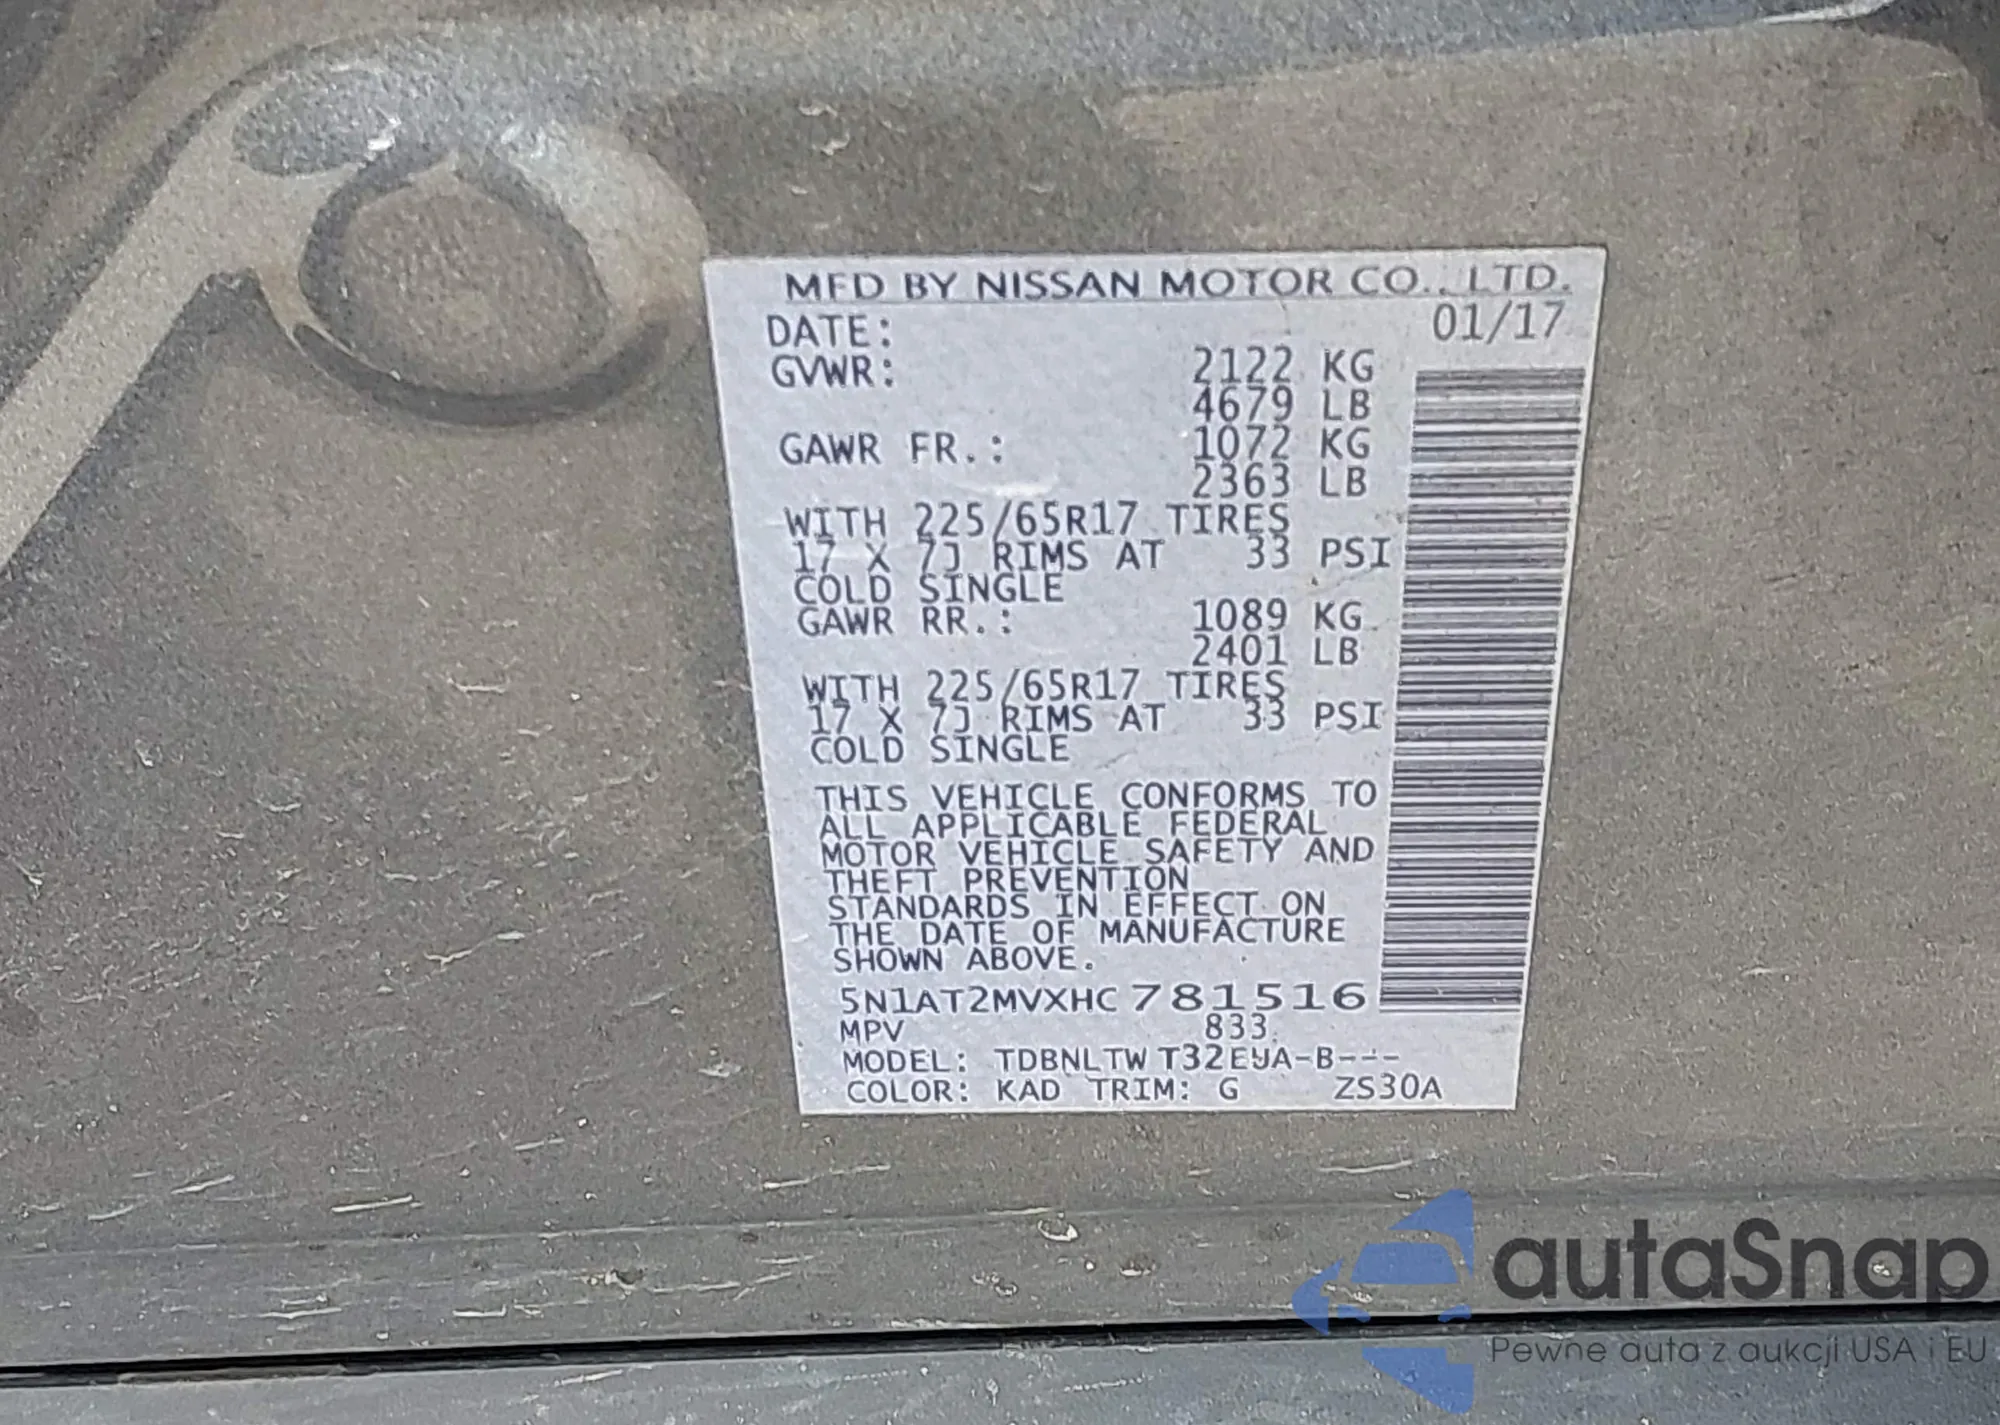 MFD BY NISSAN MOTOR CO., LTD.
DATE: 01/17
GVWR: 2122 KG
4679 LB
GAWR FR.: 1072 KG
2363 LB
WITH 225/65R17 TIRES
17 X 7J RIMS AT 33 PSI
COLD SINGLE
GAWR RR.: 1089 KG
2401 LB
WITH 225/65R17 TIRES
17 X 7J RIMS AT 33 PSI
COLD SINGLE
THIS VEHICLE CONFORMS TO
ALL APPLICABLE FEDERAL
MOTOR VEHICLE SAFETY AND
THEFT PREVENTION
STANDARDS IN EFFECT ON
THE DATE OF MANUFACTURE
SHOWN ABOVE.
5N1AT2MVXHC781516
MPV 833
MODEL: TDBNLTWT32EUA-B---
COLOR: KAD TRIM: G ZS30A
autaSnap
Pewne auta z aukcji USA i EU